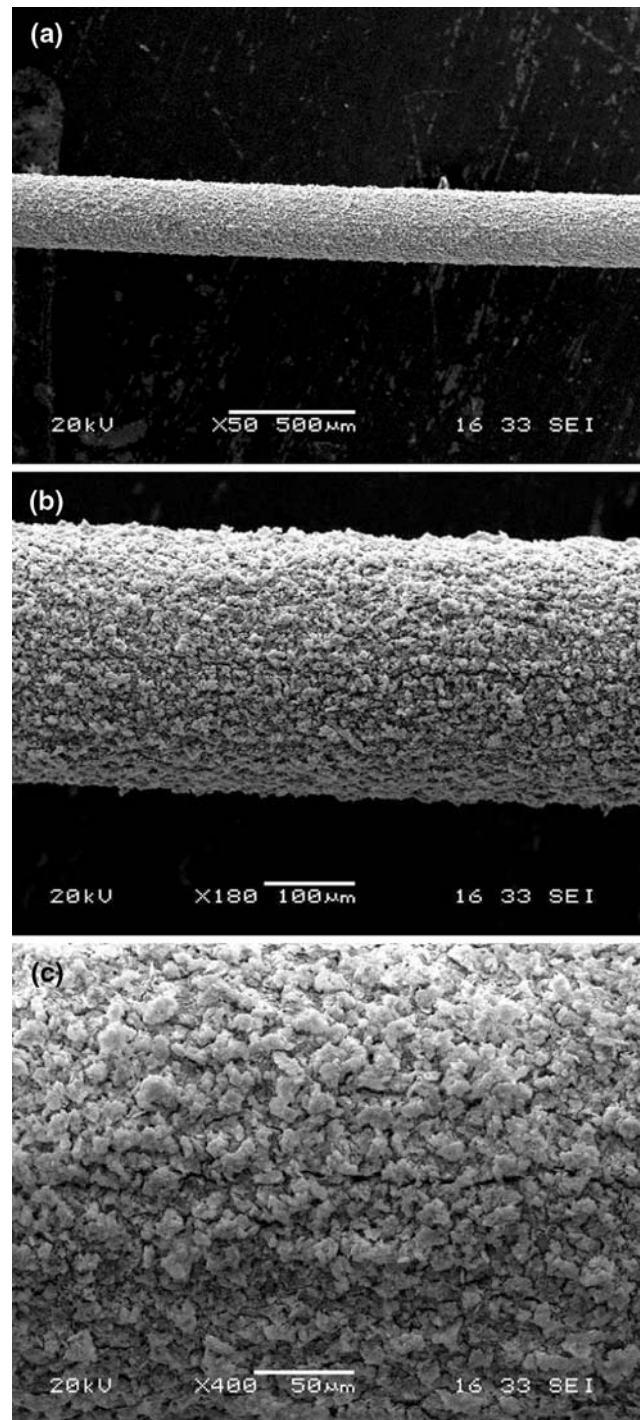 (a)
20kV X50 500µm 16 33 SEI
(b)
20kV X180 100µm 16 33 SEI
(c)
20kV X400 50µm 16 33 SEI